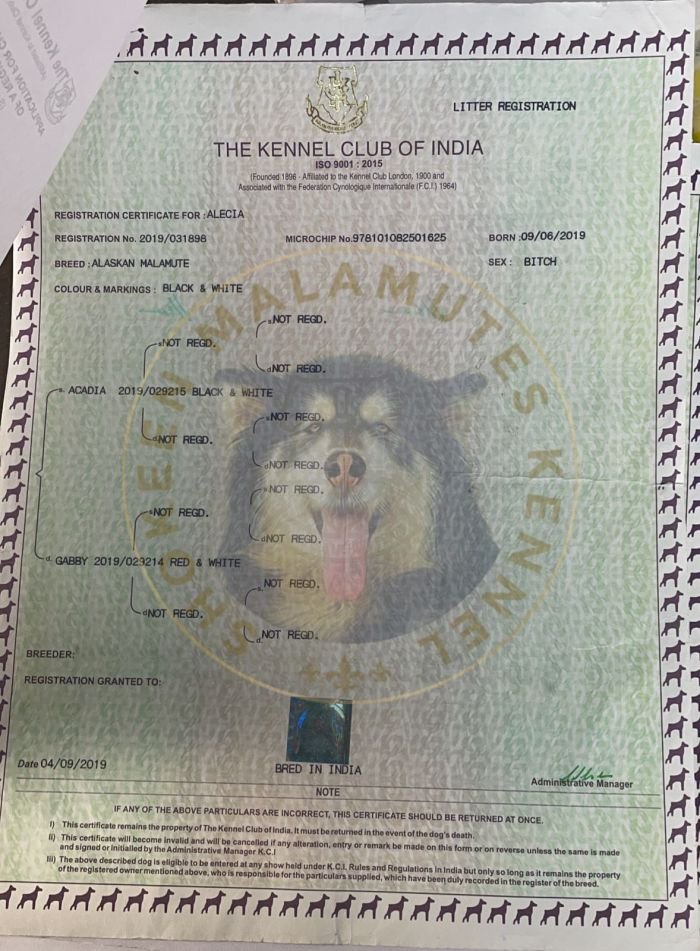 The Kennel C
APPLICATION FOR
OF A REG
LITTER REGISTRATION
THE KENNEL CLUB OF INDIA
ISO 9001 : 2015
(Founded 1896 - Affiliated to the Kennel Club London, 1900 and
Associated with the Federation Cynologique Internationale (F.C.I.) 1964)
REGISTRATION CERTIFICATE FOR : ALECIA
REGISTRATION No. 2019/031898 MICROCHIP No. 978101082501625 BORN : 09/06/2019
BREED : ALASKAN MALAMUTE SEX : BITCH
COLOUR & MARKINGS : BLACK & WHITE
s. NOT REGD.
s NOT REGD.
d NOT REGD.
s. ACADIA 2019/029215 BLACK & WHITE
s. NOT REGD.
d NOT REGD.
d NOT REGD.
s NOT REGD.
s NOT REGD.
d NOT REGD.
d. GABBY 2019/029214 RED & WHITE
s. NOT REGD.
d NOT REGD.
d. NOT REGD.
SHOWEEN MALAMUTES KENNEL
BREEDER:
REGISTRATION GRANTED TO:
Date 04/09/2019
BRED IN INDIA
Administrative Manager
NOTE
IF ANY OF THE ABOVE PARTICULARS ARE INCORRECT, THIS CERTIFICATE SHOULD BE RETURNED AT ONCE.
i) This certificate remains the property of The Kennel Club of India. It must be returned in the event of the dog's death.
ii) This certificate will become invalid and will be cancelled if any alteration, entry or remark be made on this form or on reverse unless the same is made
and signed or initialled by the Administrative Manager K.C.I
iii) The above described dog is eligible to be entered at any show held under K.C.I. Rules and Regulations in India but only so long as it remains the property
of the registered owner mentioned above, who is responsible for the particulars supplied, which have been duly recorded in the register of the breed.